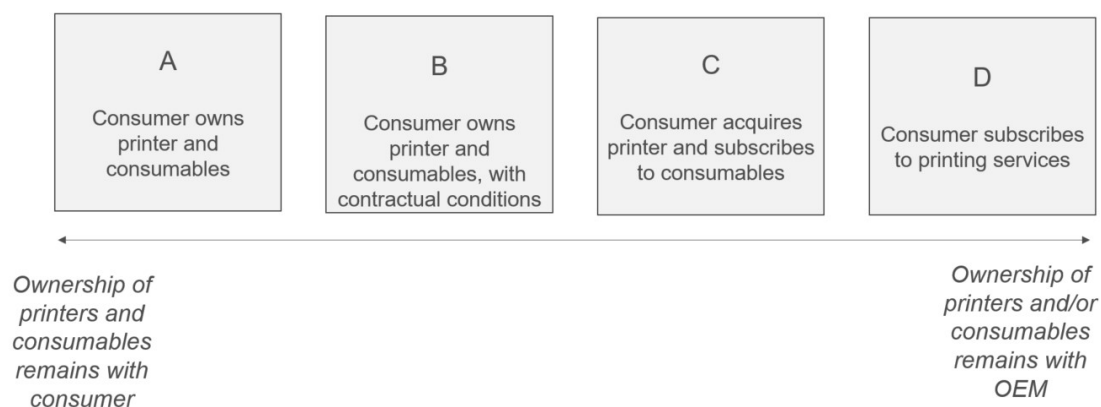 A
Consumer owns
printer and
consumables
B
Consumer owns
printer and
consumables, with
contractual conditions
C
Consumer acquires
printer and subscribes
to consumables
D
Consumer subscribes
to printing services
Ownership of
printers and
consumables
remains with
consumer
Ownership of
printers and/or
consumables
remains with
OEM